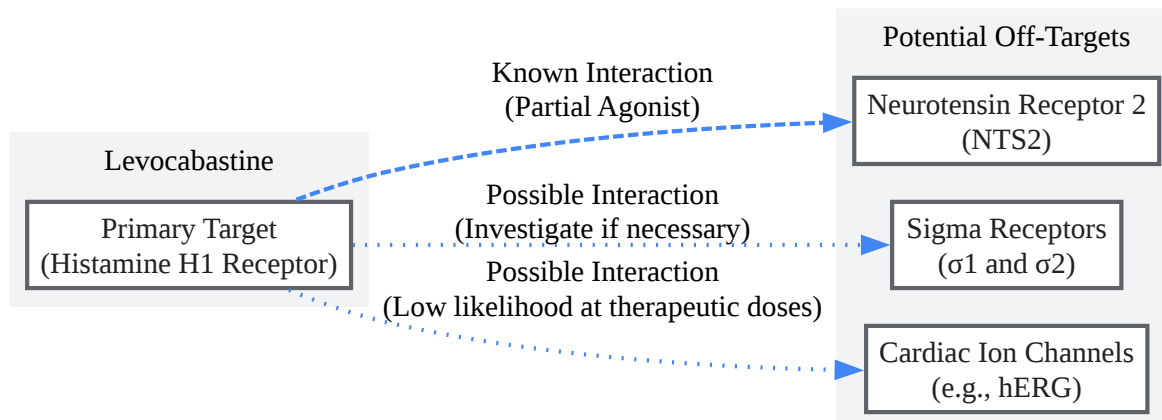 Levocabastine
Primary Target
(Histamine H1 Receptor)
Known Interaction
(Partial Agonist)
Possible Interaction
(Investigate if necessary)
Possible Interaction
(Low likelihood at therapeutic doses)
Potential Off-Targets
Neurotensin Receptor 2
(NTS2)
Sigma Receptors
(σ1 and σ2)
Cardiac Ion Channels
(e.g., hERG)